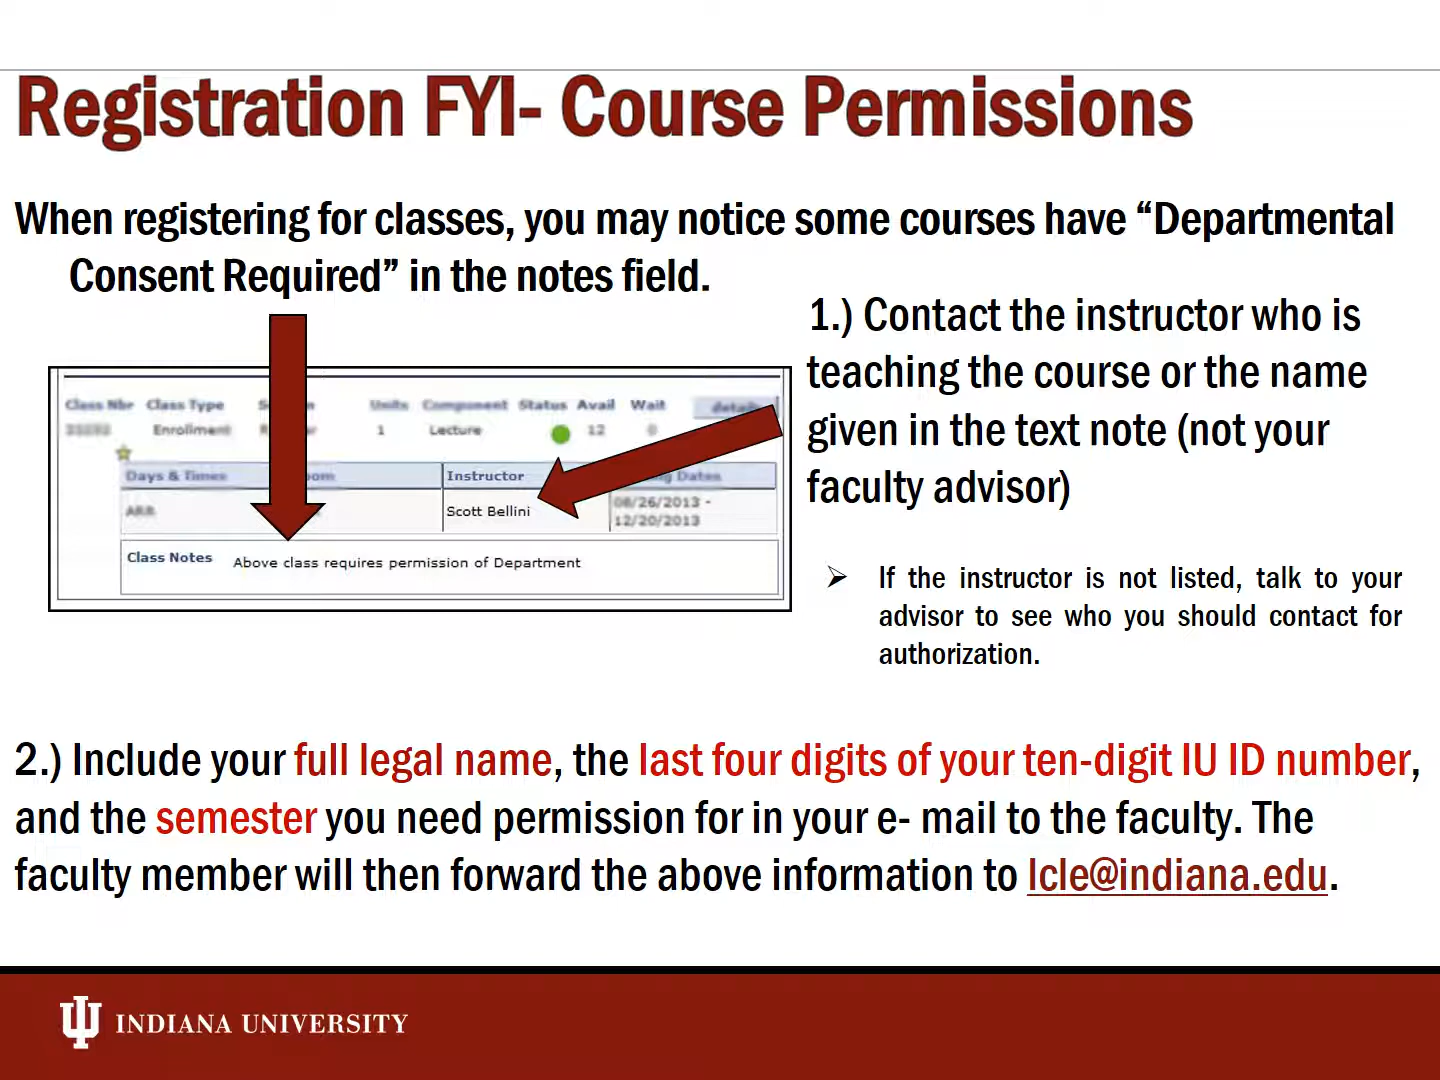 Registration FYI- Course Permissions
When registering for classes, you may notice some courses have “Departmental
Consent Required” in the notes field.
1.) Contact the instructor who is
teaching the course or the name
given in the text note (not your
faculty advisor)
Class Nbr Class Type Units Component Status Avail Wait details
Enrollment 1 Lecture 12 0
Days & Times Instructor Dates
ARR Scott Bellini 08/26/2013 -
12/20/2013
Class Notes Above class requires permission of Department
➢ If the instructor is not listed, talk to your
advisor to see who you should contact for
authorization.
2.) Include your full legal name, the last four digits of your ten-digit IU ID number,
and the semester you need permission for in your e- mail to the faculty. The
faculty member will then forward the above information to lcle@indiana.edu.
INDIANA UNIVERSITY